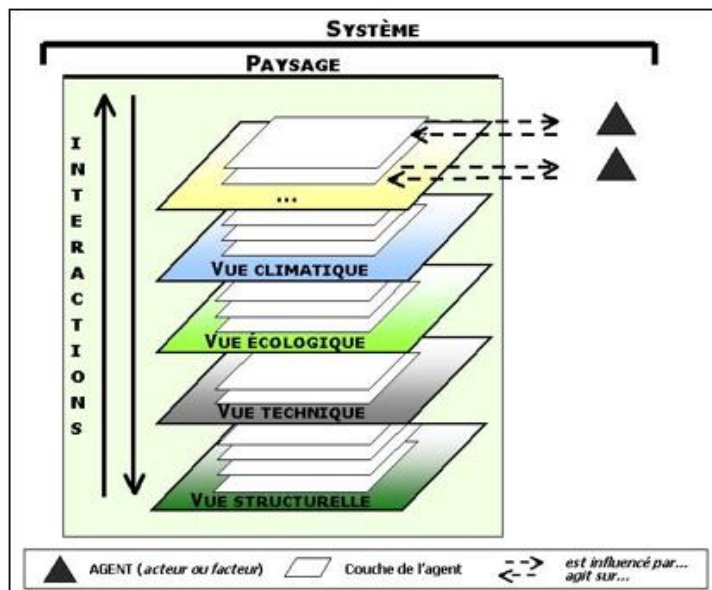 SYSTÈME
PAYSAGE
INTERACTIONS
...
VUE CLIMATIQUE
VUE ÉCOLOGIQUE
VUE TECHNIQUE
VUE STRUCTURELLE
AGENT (acteur ou facteur)
Couche de l'agent
est influencé par...
agit sur...